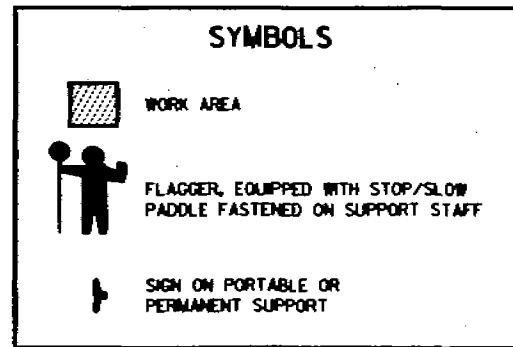 SYMBOLS
WORK AREA
FLAGGER, EQUIPPED WITH STOP/SLOW
PADDLE FASTENED ON SUPPORT STAFF
SIGN ON PORTABLE OR
PERMANENT SUPPORT